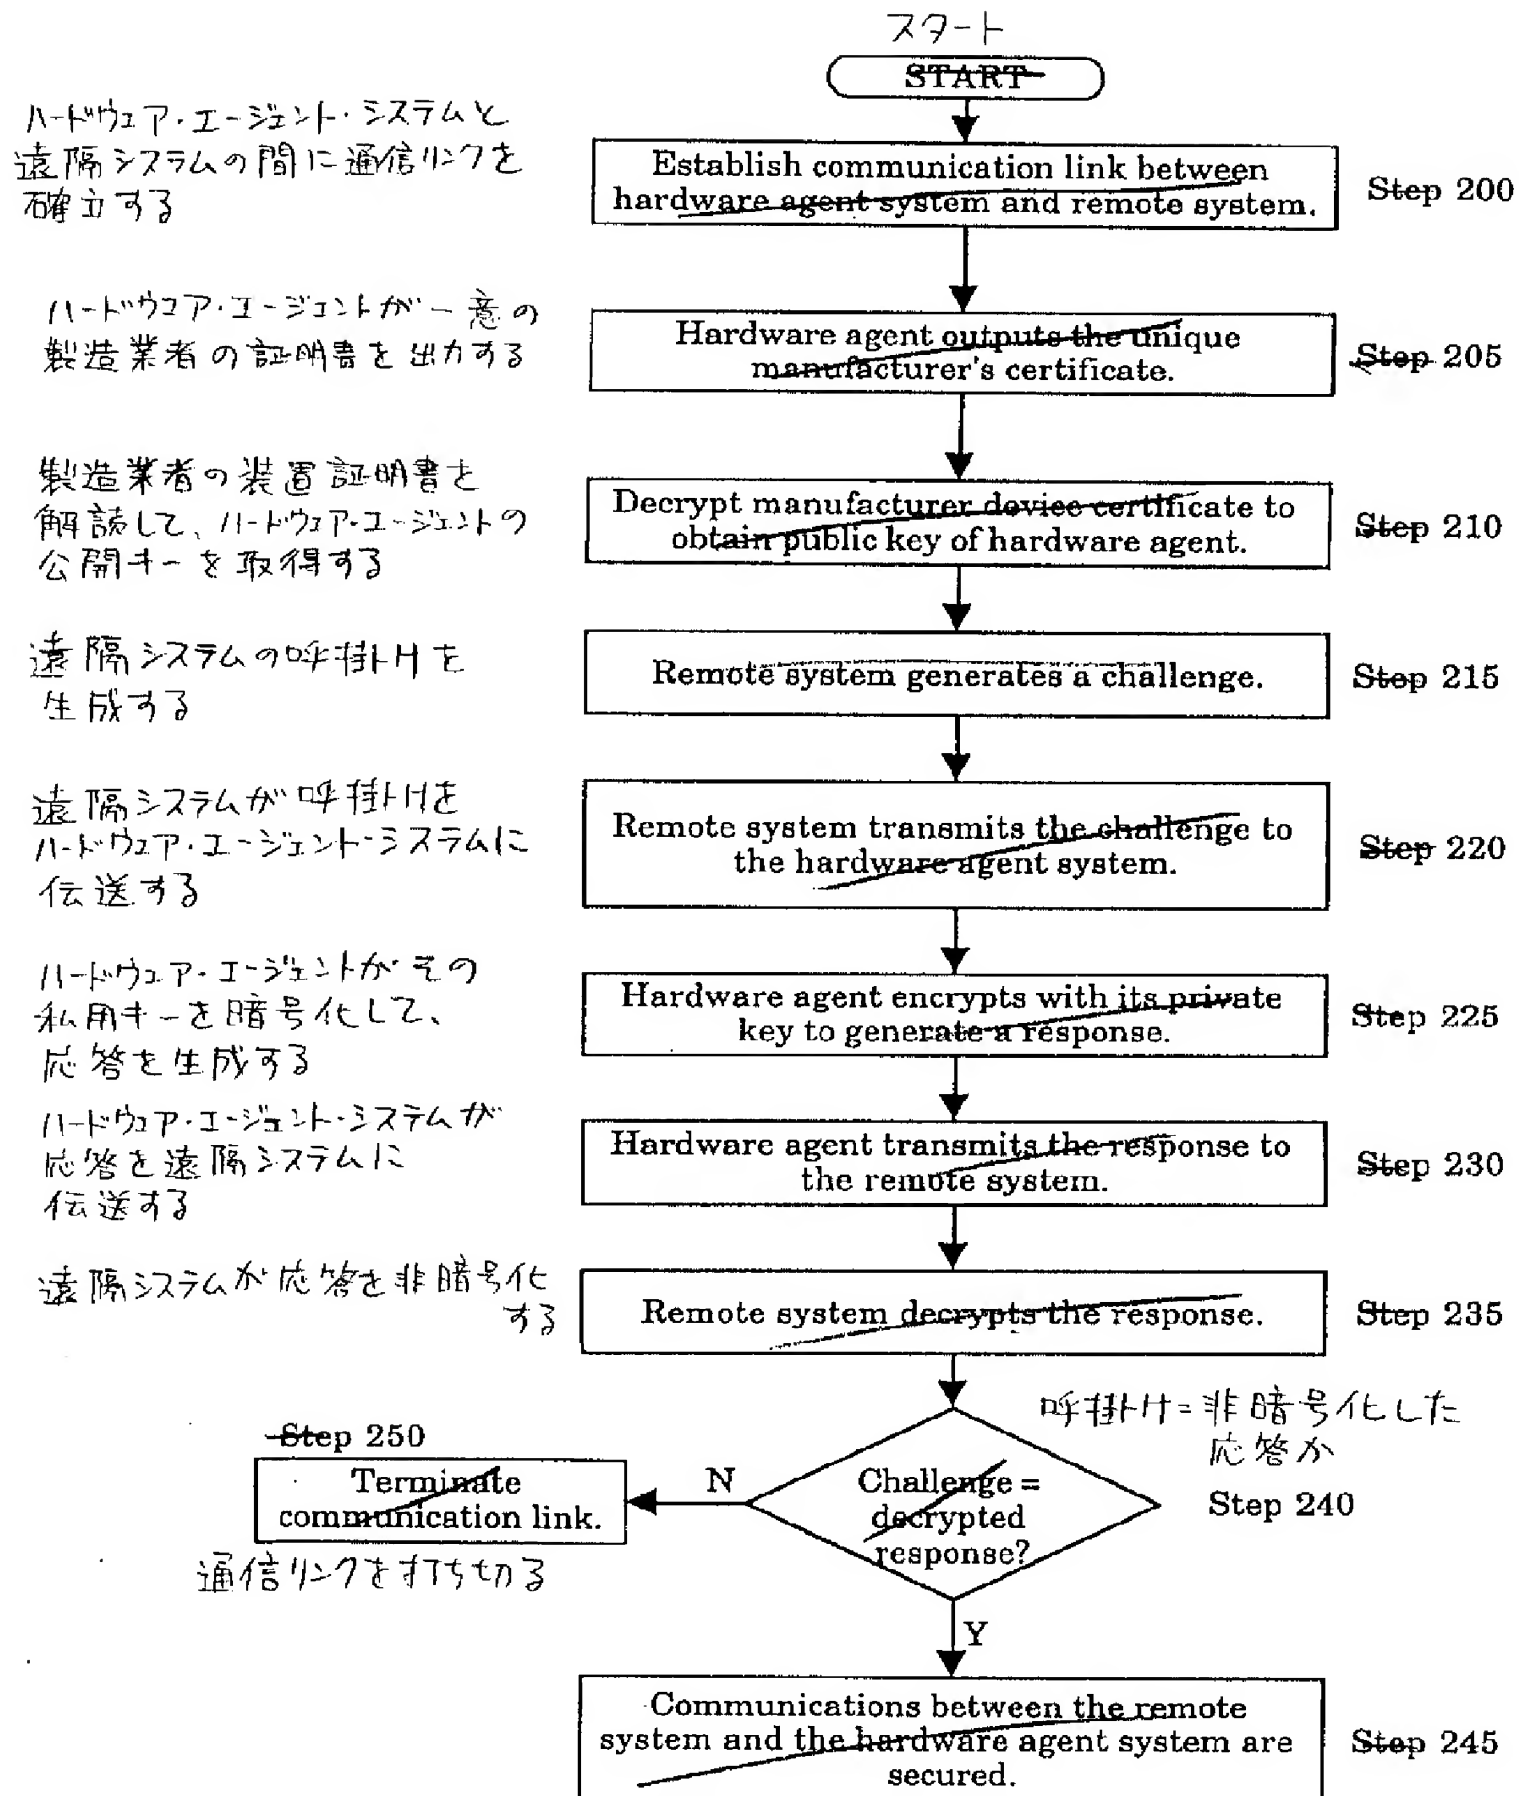 スタート
START
ハードウェア・エージェント・システムと
遠隔システムの間に通信リンクを
確立する
Establish communication link between
hardware agent system and remote system.
Step 200
ハードウェア・エージェントが一意の
製造業者の証明書を出力する
Hardware agent outputs the unique
manufacturer's certificate.
Step 205
製造業者の装置証明書を
解読して、ハードウェア・エージェントの
公開キーを取得する
Decrypt manufacturer device certificate to
obtain public key of hardware agent.
Step 210
遠隔システムの呼掛けを
生成する
Remote system generates a challenge.
Step 215
遠隔システムが呼掛けを
ハードウェア・エージェント・システムに
伝送する
Remote system transmits the challenge to
the hardware agent system.
Step 220
ハードウェア・エージェントがその
私用キーを暗号化して、
応答を生成する
Hardware agent encrypts with its private
key to generate a response.
Step 225
ハードウェア・エージェント・システムが
応答を遠隔システムに
伝送する
Hardware agent transmits the response to
the remote system.
Step 230
遠隔システムが応答を非暗号化
する
Remote system decrypts the response.
Step 235
呼掛け=非暗号化した
応答か
Challenge =
decrypted
response?
Step 240
N
Step 250
Terminate
communication link.
通信リンクを打ち切る
Y
Communications between the remote
system and the hardware agent system are
secured.
Step 245